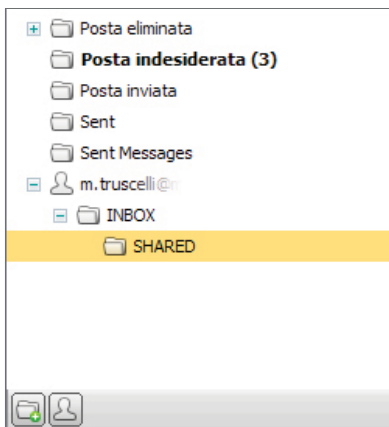 Posta eliminata
Posta indesiderata (3)
Posta inviata
Sent
Sent Messages
m.truscelli@
INBOX
SHARED